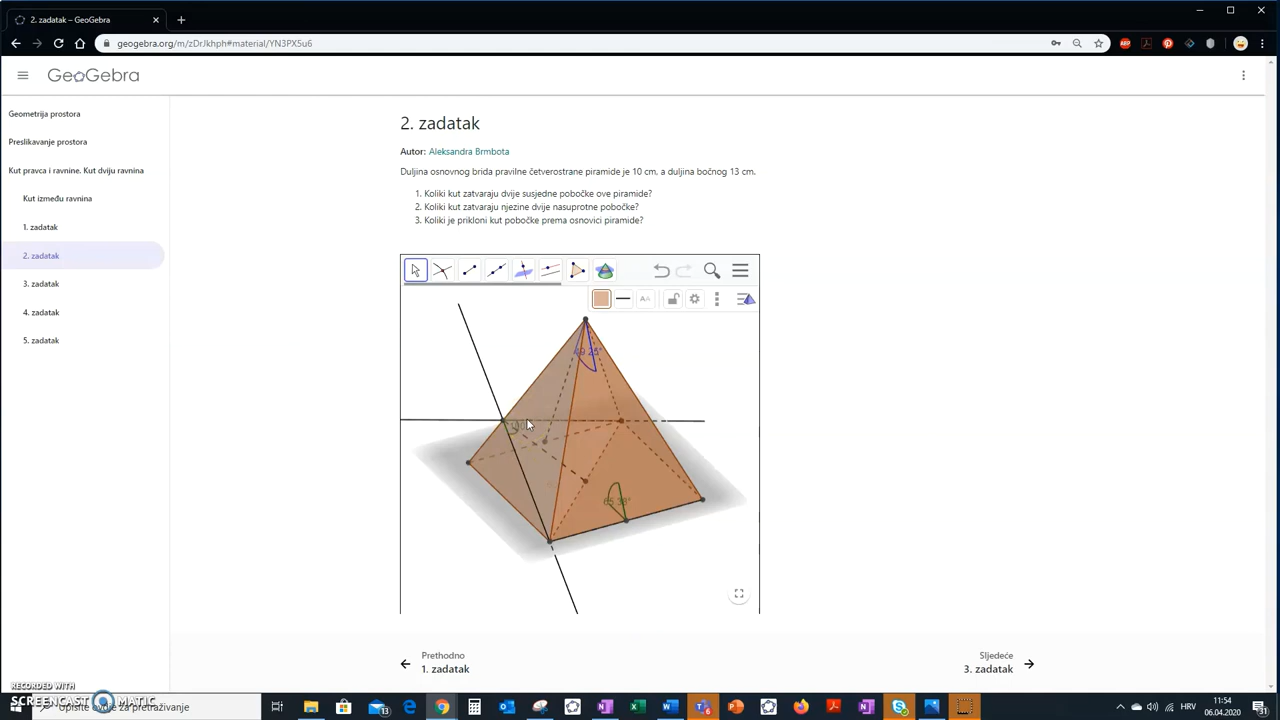 2. zadatak – GeoGebra
geogebra.org/m/zDrJkhph#material/YN3PX5u6
GeoGebra
Geometrija prostora
Preslikavanje prostora
Kut pravca i ravnine. Kut dviju ravnina
Kut između ravnina
1. zadatak
2. zadatak
3. zadatak
4. zadatak
5. zadatak
2. zadatak
Autor: Aleksandra Brmbota
Duljina osnovnog brida pravilne četverostrane piramide je 10 cm, a duljina bočnog 13 cm.
1. Koliki kut zatvaraju dvije susjedne pobočke ove piramide?
2. Koliki kut zatvaraju njezine dvije nasuprotne pobočke?
3. Koliki je prikloni kut pobočke prema osnovici piramide?
AA
Prethodno
1. zadatak
Sljedeće
3. zadatak
RECORDED WITH
SCREENCAST MATIC
za pretraživanje
HRV
11:54
06.04.2020